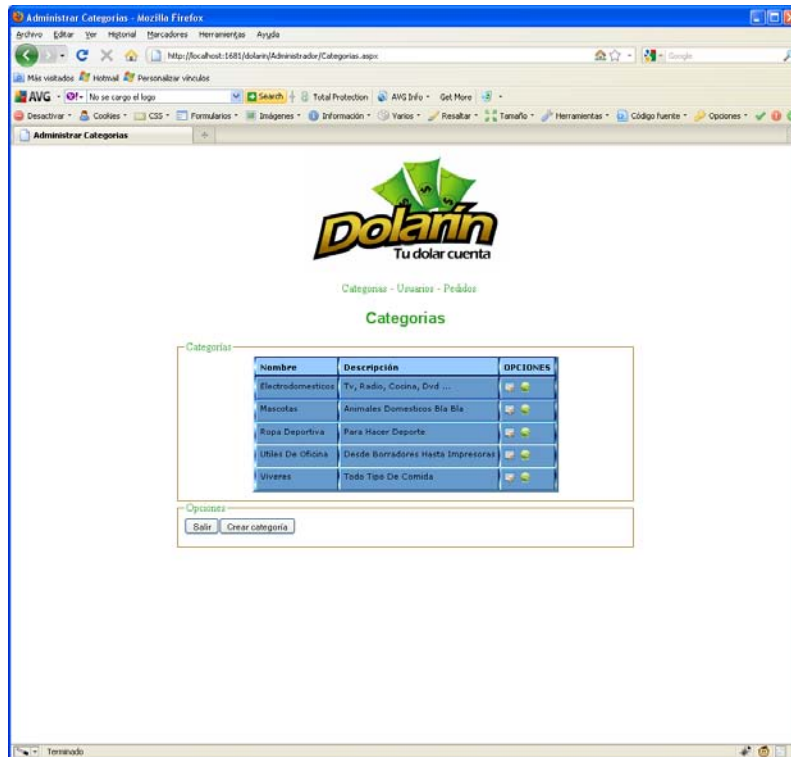 Administrar Categorias - Mozilla Firefox
Archivo Editar Ver Historial Marcadores Herramientas Ayuda
http://localhost:1681/dolarin/Administrador/Categorias.aspx Google
Más visitados Hotmail Personalizar vínculos
AVG No se cargo el logo Search Total Protection AVG Info Get More
Desactivar Cookies CSS Formularios Imágenes Información Varios Resaltar Tamaño Herramientas Código fuente Opciones
Administrar Categorias
Dolarín
Tu dolar cuenta
Categorias - Usuarios - Pedidos
Categorias
Categorías
Nombre Descripción OPCIONES
Electrodomesticos Tv, Radio, Cocina, Dvd ...
Mascotas Animales Domesticos Bla Bla
Ropa Deportiva Para Hacer Deporte
Utiles De Oficina Desde Borradores Hasta Impresoras
Viveres Todo Tipo De Comida
Opciones
Salir Crear categoría
Terminado